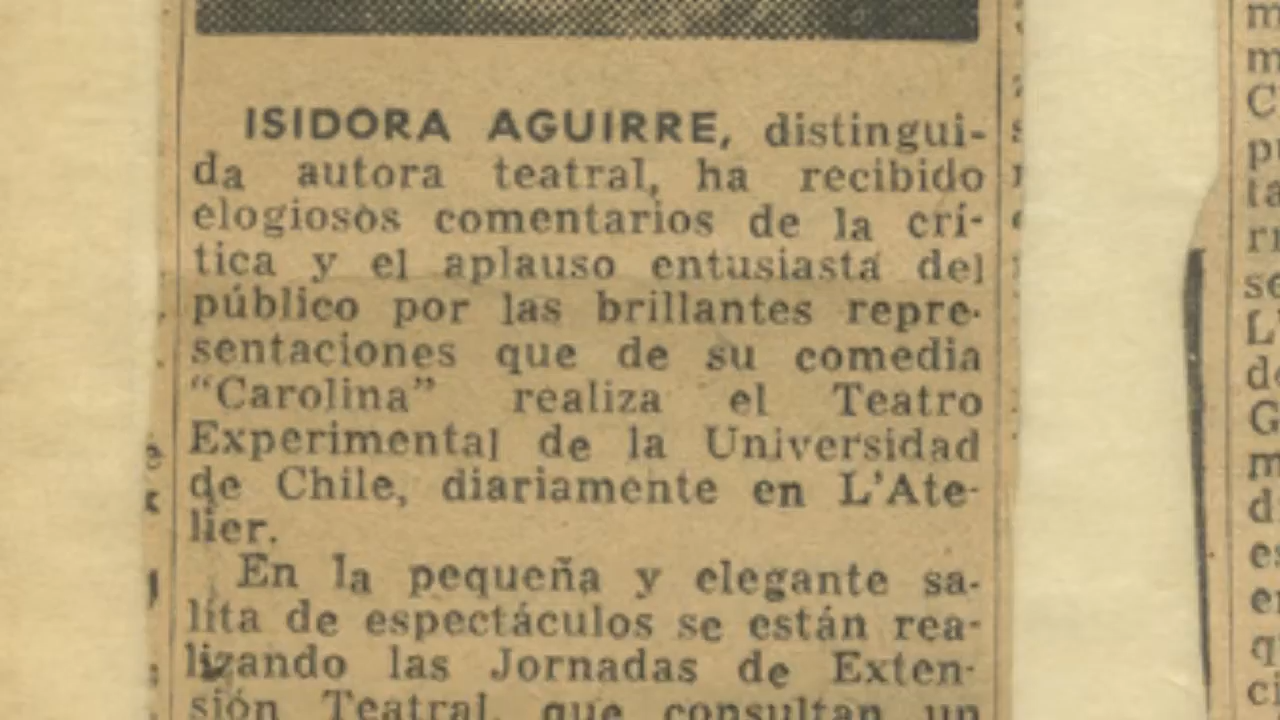 ISIDORA AGUIRRE, distingui-
da autora teatral, ha recibido
elogiosos comentarios de la crí-
tica y el aplauso entusiasta del
público por las brillantes repre-
sentaciones que de su comedia
“Carolina” realiza el Teatro
Experimental de la Universidad
de Chile, diariamente en L'Ate-
lier.
En la pequeña y elegante sa-
lita de espectáculos se están rea-
lizando las Jornadas de Exten-
sión Teatral, que consultan un